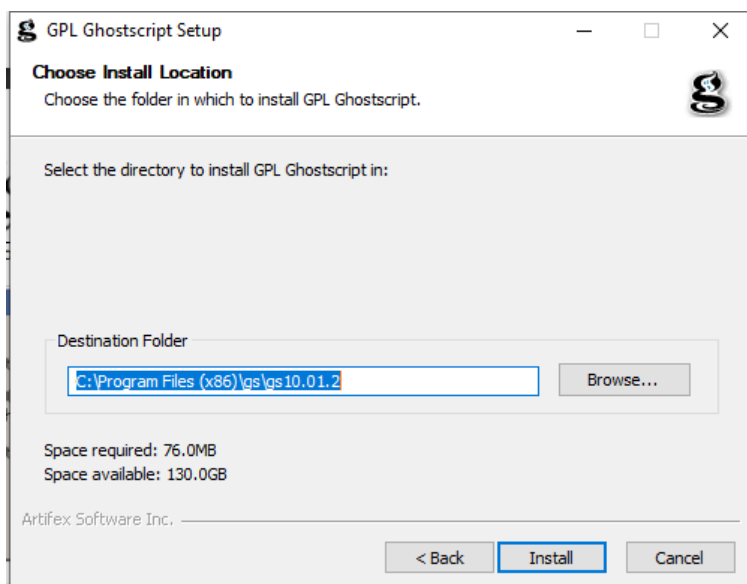 GPL Ghostscript Setup
Choose Install Location
Choose the folder in which to install GPL Ghostscript.
Select the directory to install GPL Ghostscript in:
Destination Folder
C:\Program Files (x86)\gs\gs10.01.2
Browse...
Space required: 76.0MB
Space available: 130.0GB
Artifex Software Inc.
< Back
Install
Cancel